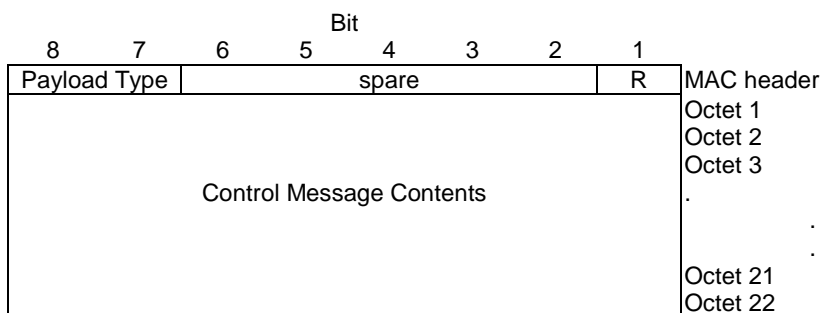 Bit
8 7 6 5 4 3 2 1
Payload Type spare R MAC header
Octet 1
Octet 2
Octet 3
Control Message Contents .
.
.
Octet 21
Octet 22